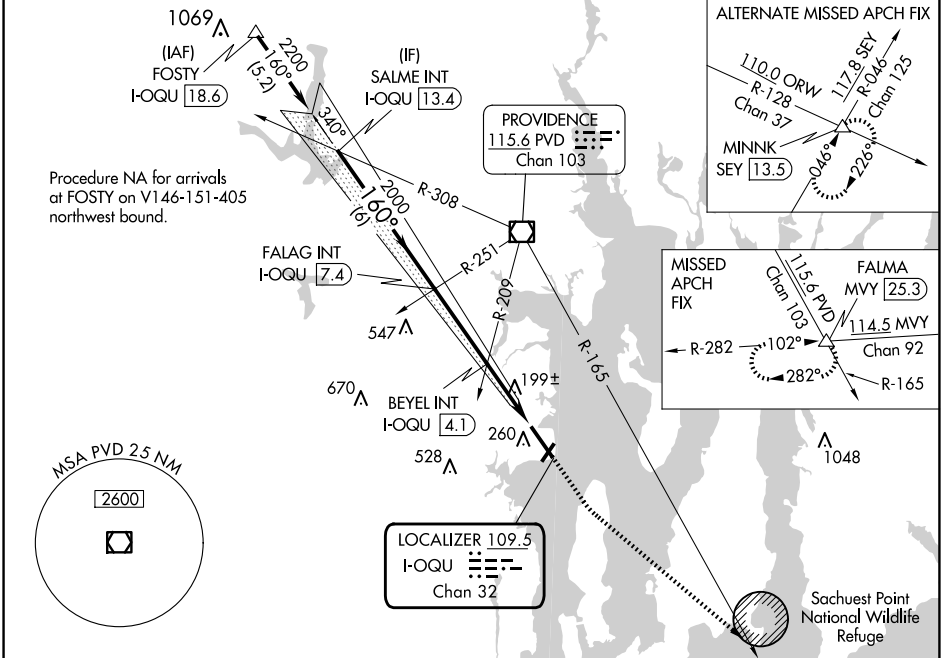 1069
(IAF)
FOSTY
I-OQU 18.6
2200
160°
(5.2)
(IF)
SALME INT
I-OQU 13.4
340°
Procedure NA for arrivals
at FOSTY on V146-151-405
northwest bound.
R-308
2000
160°
(6)
PROVIDENCE
115.6 PVD
Chan 103
FALAG INT
I-OQU 7.4
R-251
R-209
R-165
547
670
BEYEL INT
I-OQU 4.1
199±
260
528
1048
MSA PVD 25 NM
2600
LOCALIZER 109.5
I-OQU
Chan 32
Sachuest Point
National Wildlife
Refuge
ALTERNATE MISSED APCH FIX
110.0 ORW
R-128
Chan 37
117.8 SEY
R-046
Chan 125
MINNK
SEY 13.5
046°
226°
MISSED
APCH
FIX
115.6 PVD
Chan 103
FALMA
MVY 25.3
114.5 MVY
Chan 92
R-282
102°
282°
R-165